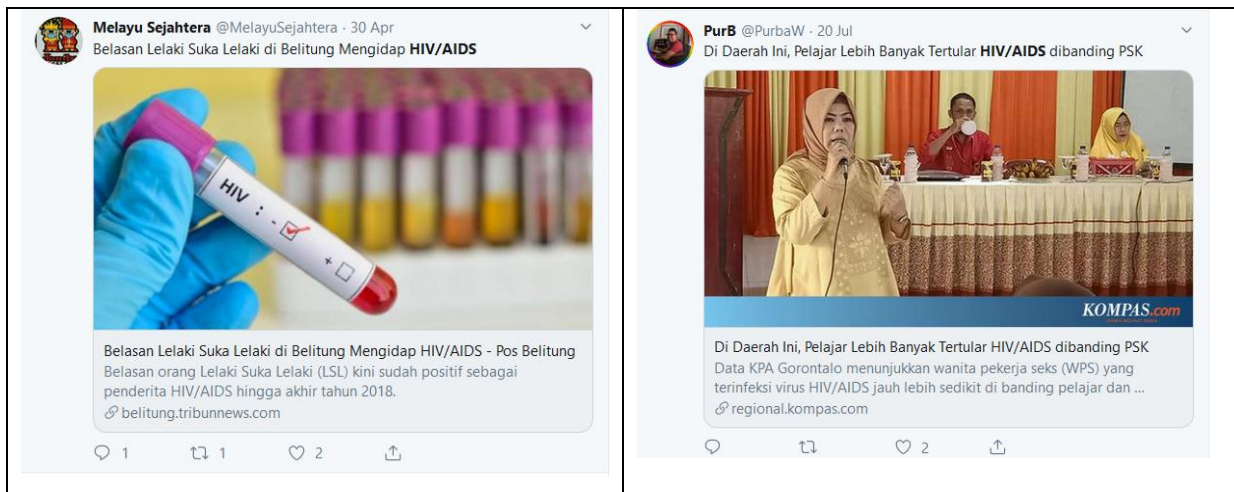 Melayu Sejahtera @MelayuSejahtera · 30 Apr
Belasan Lelaki Suka Lelaki di Belitung Mengidap HIV/AIDS
HIV : -
+
Belasan Lelaki Suka Lelaki di Belitung Mengidap HIV/AIDS - Pos Belitung
Belasan orang Lelaki Suka Lelaki (LSL) kini sudah positif sebagai
penderita HIV/AIDS hingga akhir tahun 2018.
belitung.tribunnews.com
1 1 2
PurB @PurbaW · 20 Jul
Di Daerah Ini, Pelajar Lebih Banyak Tertular HIV/AIDS dibanding PSK
KOMPAS.com
Di Daerah Ini, Pelajar Lebih Banyak Tertular HIV/AIDS dibanding PSK
Data KPA Gorontalo menunjukkan wanita pekerja seks (WPS) yang
terinfeksi virus HIV/AIDS jauh lebih sedikit di banding pelajar dan ...
regional.kompas.com
2